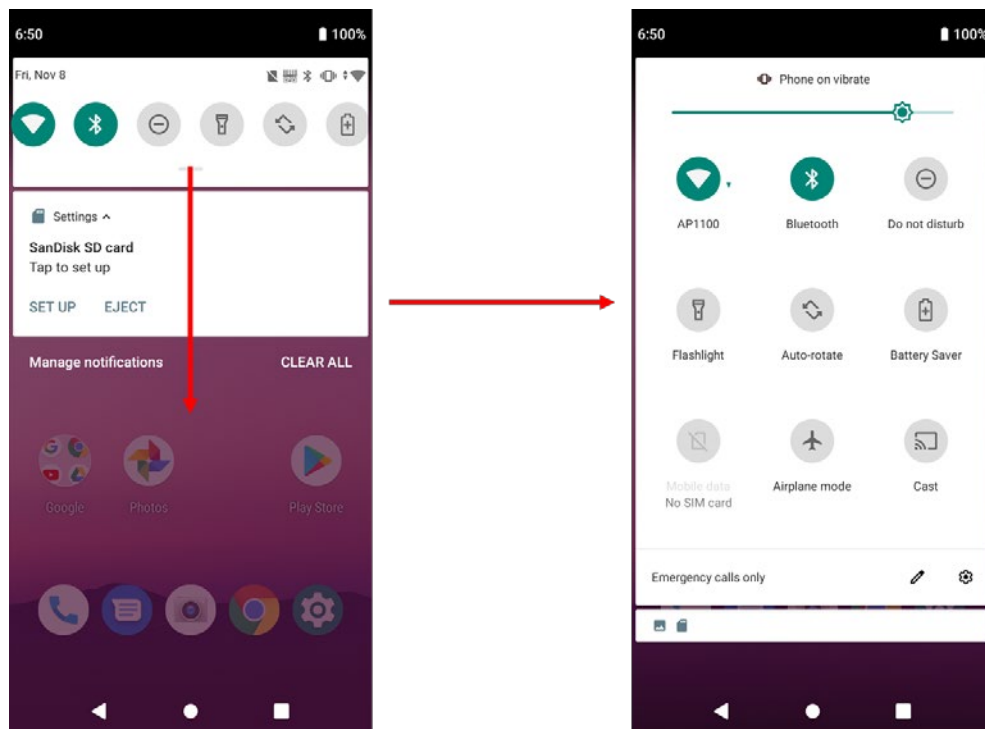 6:50
100%
Fri, Nov 8
Settings
SanDisk SD card
Tap to set up
SET UP EJECT
Manage notifications CLEAR ALL
Google Photos Play Store
6:50
100%
Phone on vibrate
AP1100 Bluetooth Do not disturb
Flashlight Auto-rotate Battery Saver
Mobile data Airplane mode Cast
No SIM card
Emergency calls only